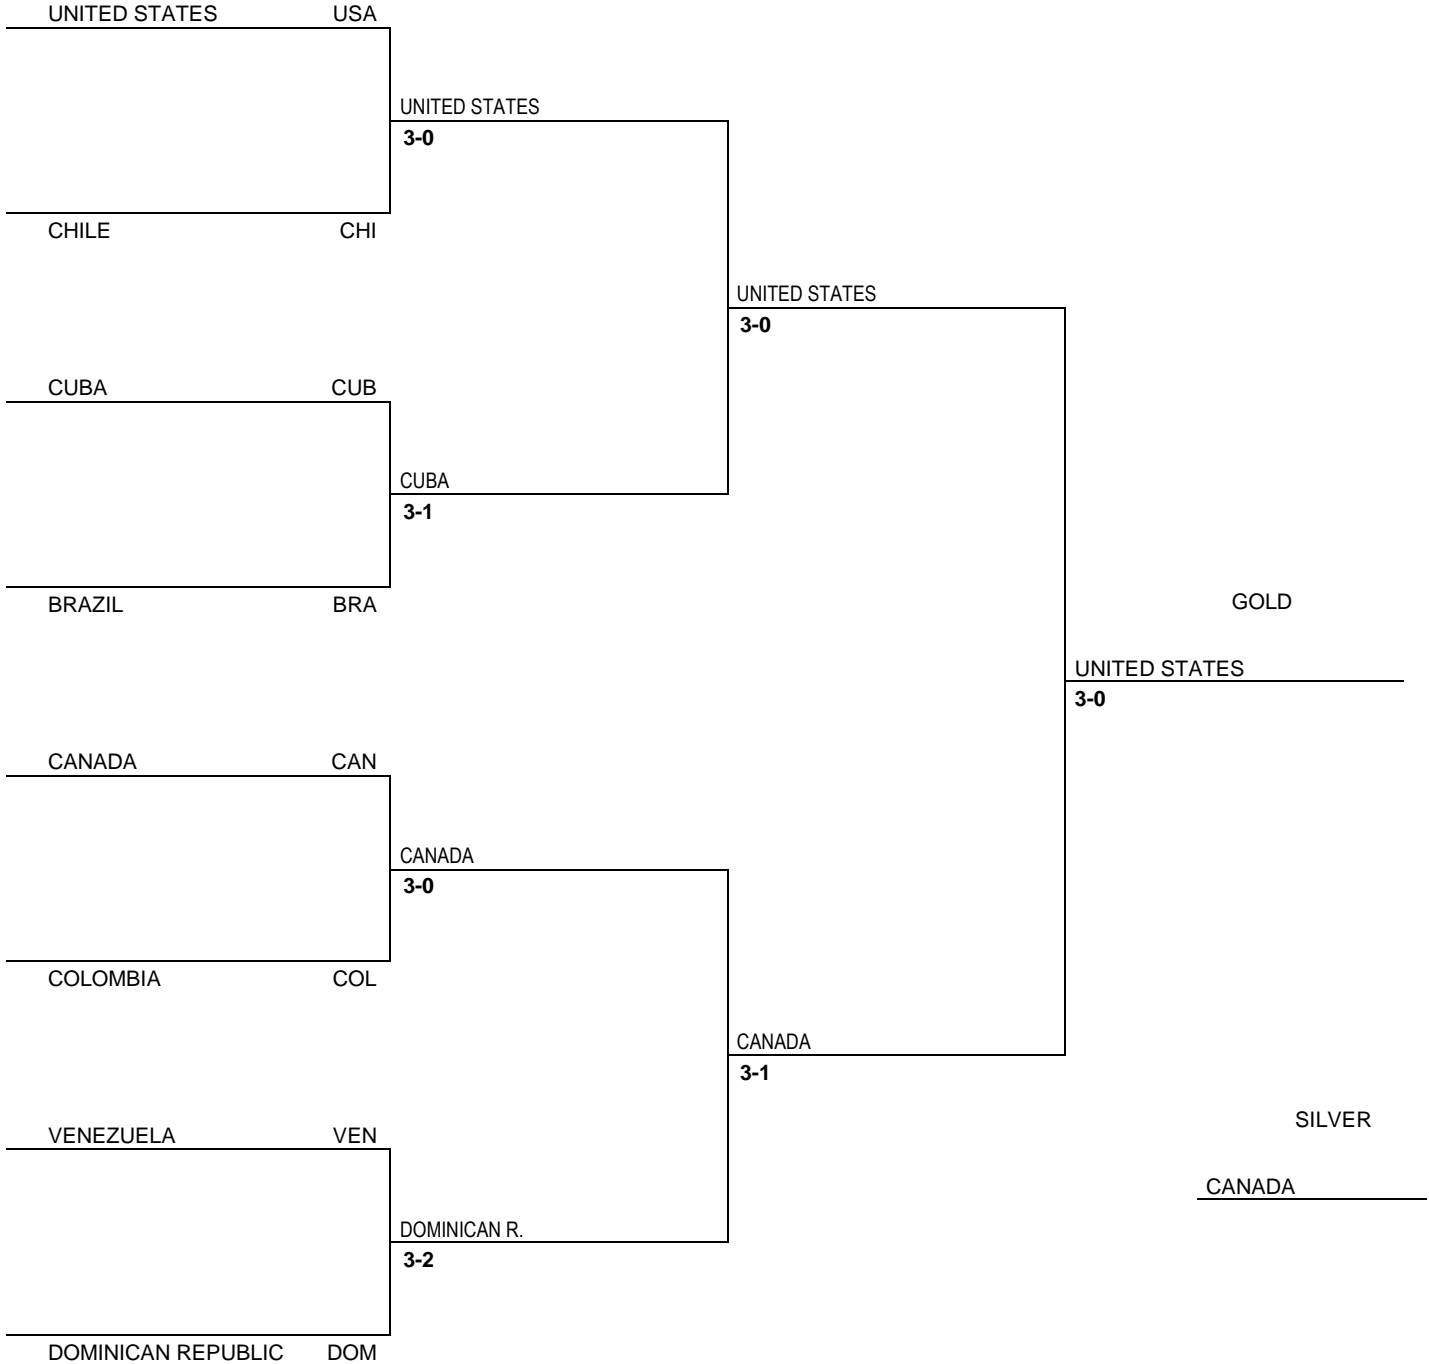 UNITED STATES USA
UNITED STATES
3-0
CHILE CHI
UNITED STATES
3-0
CUBA CUB
CUBA
3-1
BRAZIL BRA
GOLD
UNITED STATES
3-0
CANADA CAN
CANADA
3-0
COLOMBIA COL
CANADA
3-1
SILVER
VENEZUELA VEN
CANADA
DOMINICAN R.
3-2
DOMINICAN REPUBLIC DOM